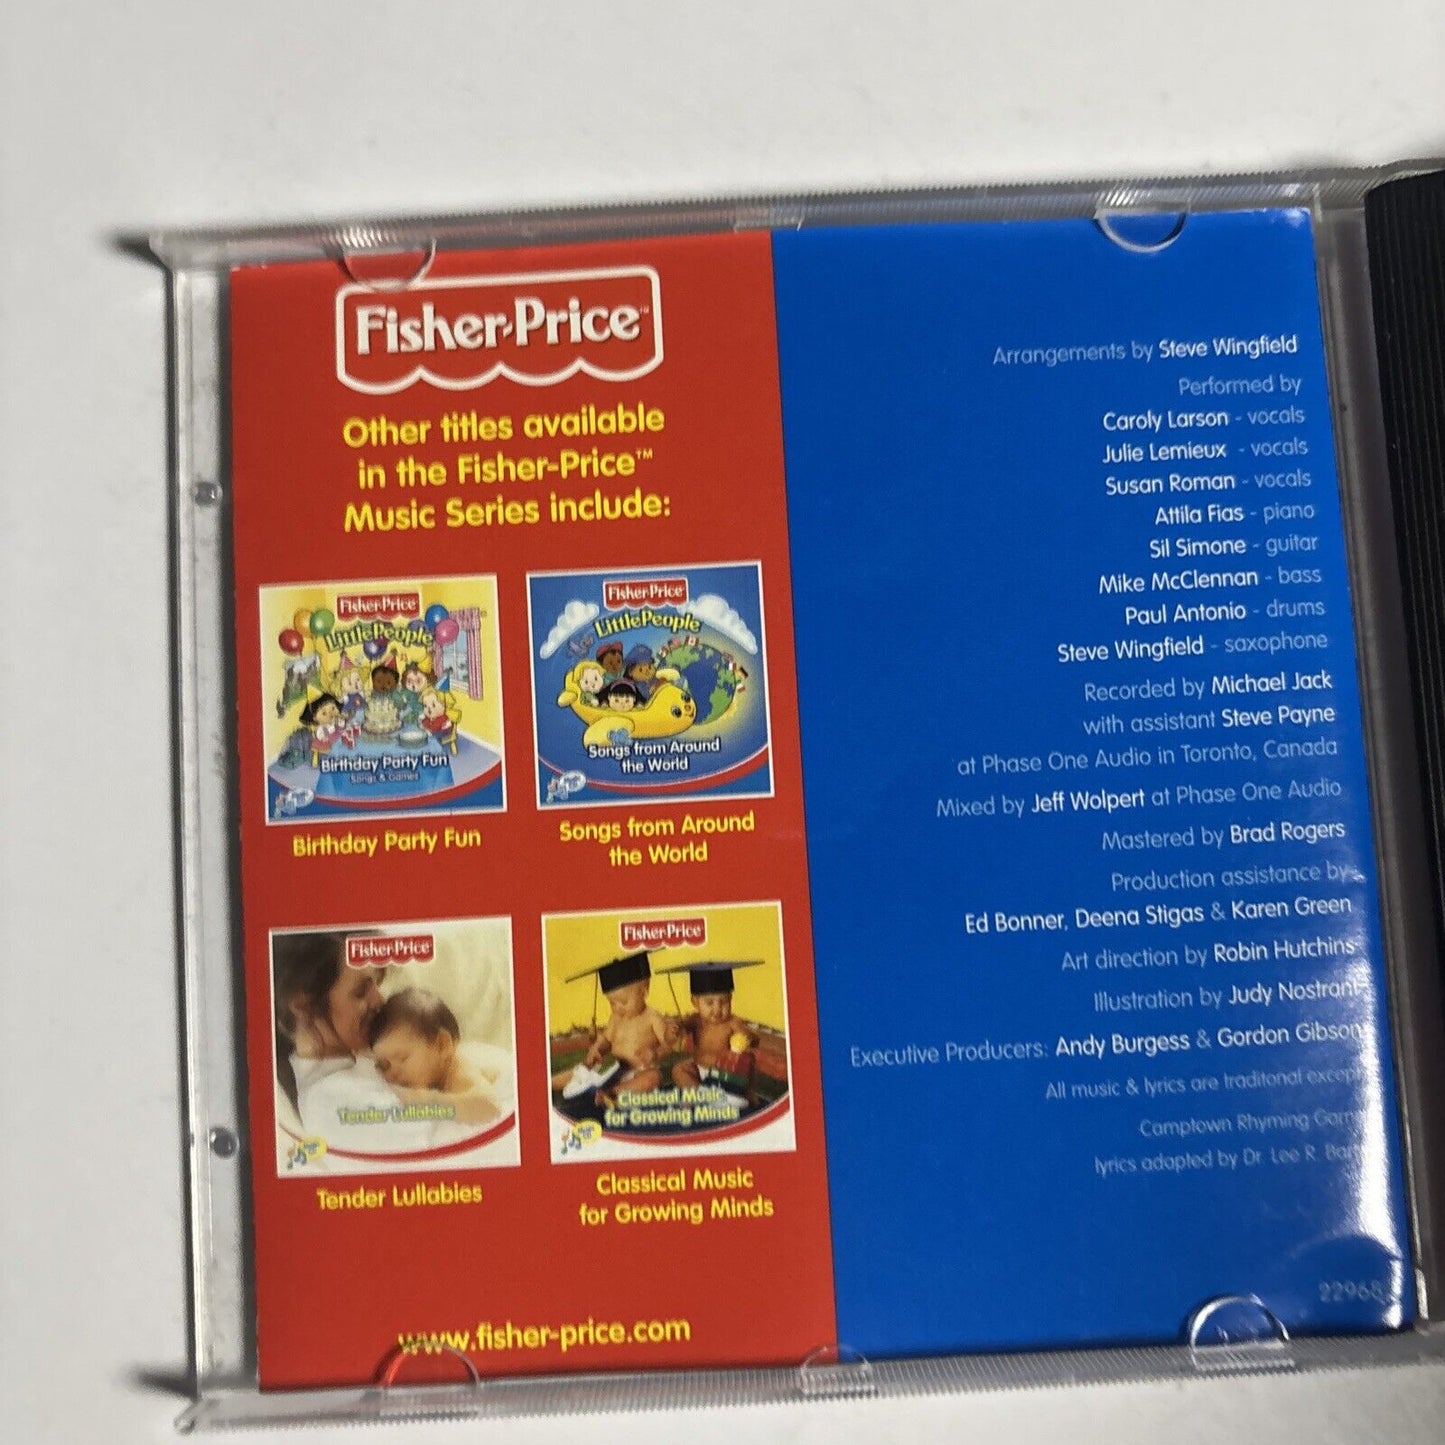 Fisher-Price™
Other titles available
in the Fisher-Price™
Music Series include:
Fisher-Price
Little People
Birthday Party Fun
Songs & Games
Birthday Party Fun
Fisher-Price
Little People
Songs from Around
the World
Songs from Around
the World
Fisher-Price
Tender Lullabies
Tender Lullabies
Fisher-Price
Classical Music
for Growing Minds
Classical Music
for Growing Minds
www.fisher-price.com
Arrangements by Steve Wingfield
Performed by
Caroly Larson - vocals
Julie Lemieux - vocals
Susan Roman - vocals
Attila Fias - piano
Sil Simone - guitar
Mike McClennan - bass
Paul Antonio - drums
Steve Wingfield - saxophone
Recorded by Michael Jack
with assistant Steve Payne
at Phase One Audio in Toronto, Canada
Mixed by Jeff Wolpert at Phase One Audio
Mastered by Brad Rogers
Production assistance by
Ed Bonner, Deena Stigas & Karen Green
Art direction by Robin Hutchins
Illustration by Judy Nostrant
Executive Producers: Andy Burgess & Gordon Gibson
All music & lyrics are traditonal except
Camptown Rhyming
lyrics adapted by Dr. Lee R.
22968